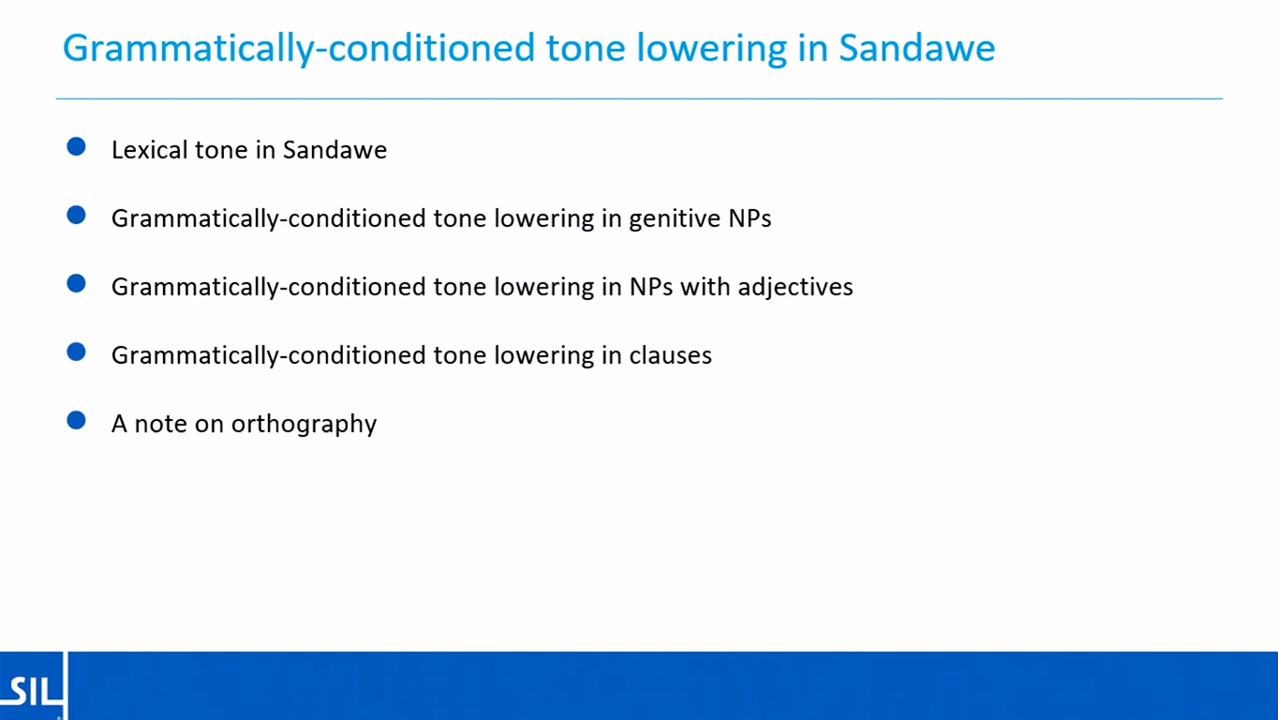 Grammatically-conditioned tone lowering in Sandawe
Lexical tone in Sandawe
Grammatically-conditioned tone lowering in genitive NPs
Grammatically-conditioned tone lowering in NPs with adjectives
Grammatically-conditioned tone lowering in clauses
A note on orthography
SIL